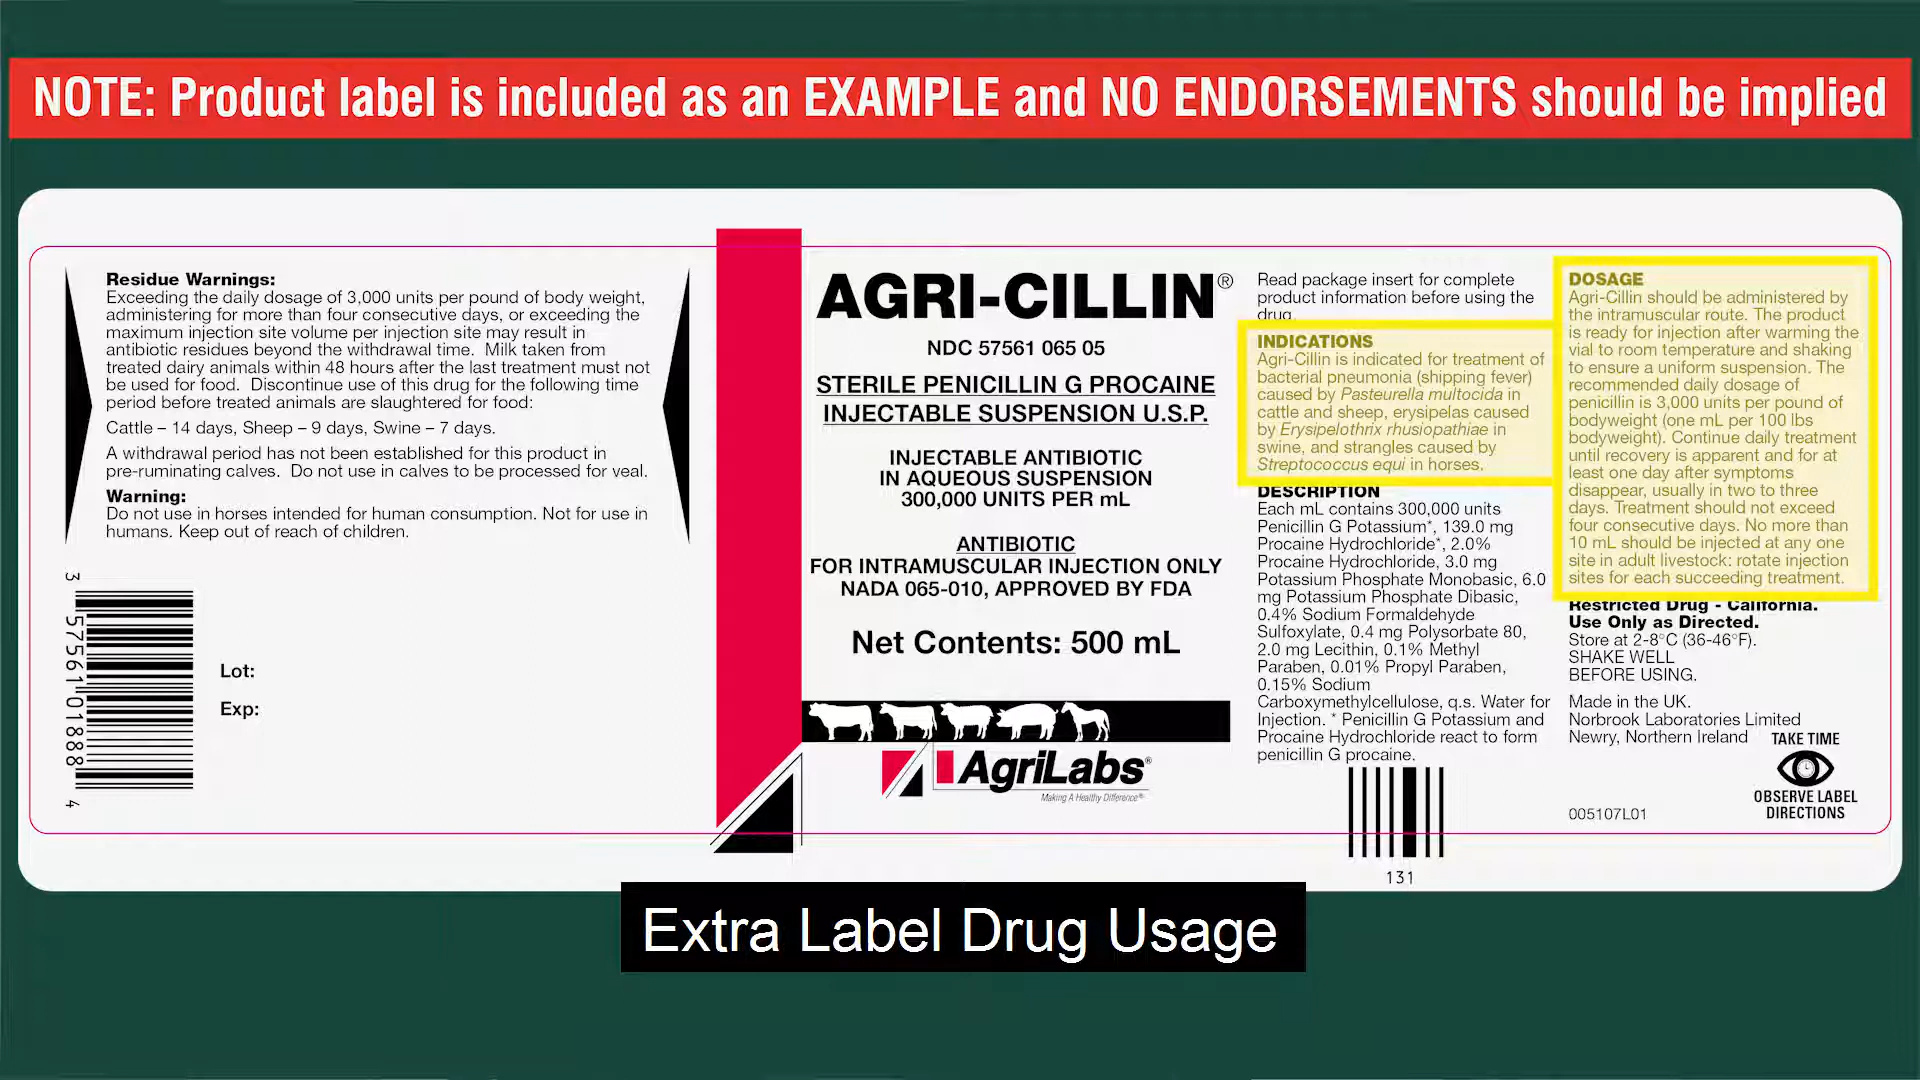 NOTE: Product label is included as an EXAMPLE and NO ENDORSEMENTS should be implied
Residue Warnings:
Exceeding the daily dosage of 3,000 units per pound of body weight,
administering for more than four consecutive days, or exceeding the
maximum injection site volume per injection site may result in
antibiotic residues beyond the withdrawal time. Milk taken from
treated dairy animals within 48 hours after the last treatment must not
be used for food. Discontinue use of this drug for the following time
period before treated animals are slaughtered for food:
Cattle – 14 days, Sheep – 9 days, Swine – 7 days.
A withdrawal period has not been established for this product in
pre-ruminating calves. Do not use in calves to be processed for veal.
Warning:
Do not use in horses intended for human consumption. Not for use in
humans. Keep out of reach of children.
3 57561 01888 4
Lot:
Exp:
AGRI-CILLIN®
NDC 57561 065 05
STERILE PENICILLIN G PROCAINE
INJECTABLE SUSPENSION U.S.P.
INJECTABLE ANTIBIOTIC
IN AQUEOUS SUSPENSION
300,000 UNITS PER mL
ANTIBIOTIC
FOR INTRAMUSCULAR INJECTION ONLY
NADA 065-010, APPROVED BY FDA
Net Contents: 500 mL
AgriLabs®
Making A Healthy Difference®
Read package insert for complete
product information before using the
drug.
INDICATIONS
Agri-Cillin is indicated for treatment of
bacterial pneumonia (shipping fever)
caused by Pasteurella multocida in
cattle and sheep, erysipelas caused
by Erysipelothrix rhusiopathiae in
swine, and strangles caused by
Streptococcus equi in horses.
DESCRIPTION
Each mL contains 300,000 units
Penicillin G Potassium*, 139.0 mg
Procaine Hydrochloride*, 2.0%
Procaine Hydrochloride, 3.0 mg
Potassium Phosphate Monobasic, 6.0
mg Potassium Phosphate Dibasic,
0.4% Sodium Formaldehyde
Sulfoxylate, 0.4 mg Polysorbate 80,
2.0 mg Lecithin, 0.1% Methyl
Paraben, 0.01% Propyl Paraben,
0.15% Sodium
Carboxymethylcellulose, q.s. Water for
Injection. * Penicillin G Potassium and
Procaine Hydrochloride react to form
penicillin G procaine.
131
DOSAGE
Agri-Cillin should be administered by
the intramuscular route. The product
is ready for injection after warming the
vial to room temperature and shaking
to ensure a uniform suspension. The
recommended daily dosage of
penicillin is 3,000 units per pound of
bodyweight (one mL per 100 lbs
bodyweight). Continue daily treatment
until recovery is apparent and for at
least one day after symptoms
disappear, usually in two to three
days. Treatment should not exceed
four consecutive days. No more than
10 mL should be injected at any one
site in adult livestock: rotate injection
sites for each succeeding treatment.
Restricted Drug - California.
Use Only as Directed.
Store at 2-8°C (36-46°F).
SHAKE WELL
BEFORE USING.
Made in the UK.
Norbrook Laboratories Limited
Newry, Northern Ireland
TAKE TIME
OBSERVE LABEL
DIRECTIONS
005107L01
Extra Label Drug Usage